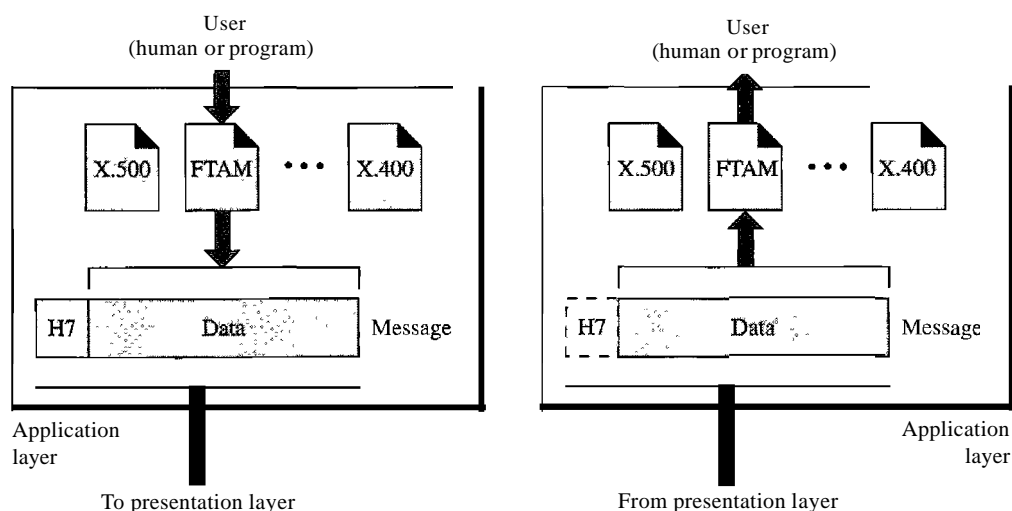 User
(human or program)
X.500
FTAM
X.400
H7
Data
Message
Application
layer
To presentation layer
User
(human or program)
X.500
FTAM
X.400
H7
Data
Message
Application
layer
From presentation layer